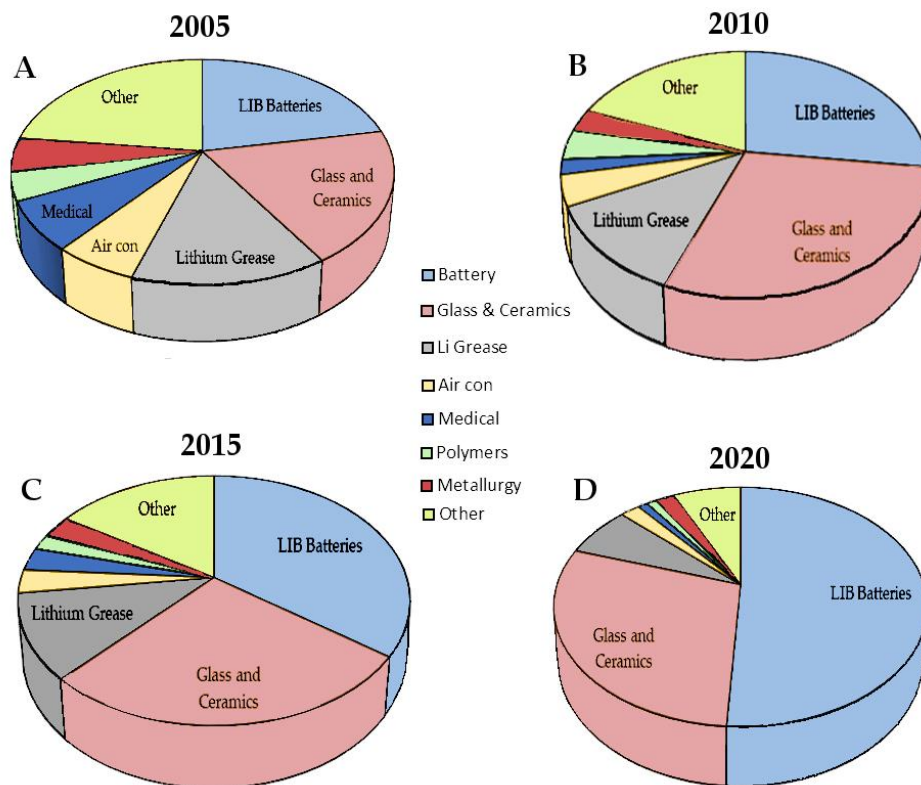 2005
A
Other
LIB Batteries
Glass and
Ceramics
Medical
Air con
Lithium Grease
2010
B
Other
LIB Batteries
Lithium Grease
Glass and
Ceramics
Battery
Glass & Ceramics
Li Grease
Air con
Medical
Polymers
Metallurgy
Other
2015
C
Other
LIB Batteries
Lithium Grease
Glass and
Ceramics
2020
D
Other
LIB Batteries
Glass and
Ceramics